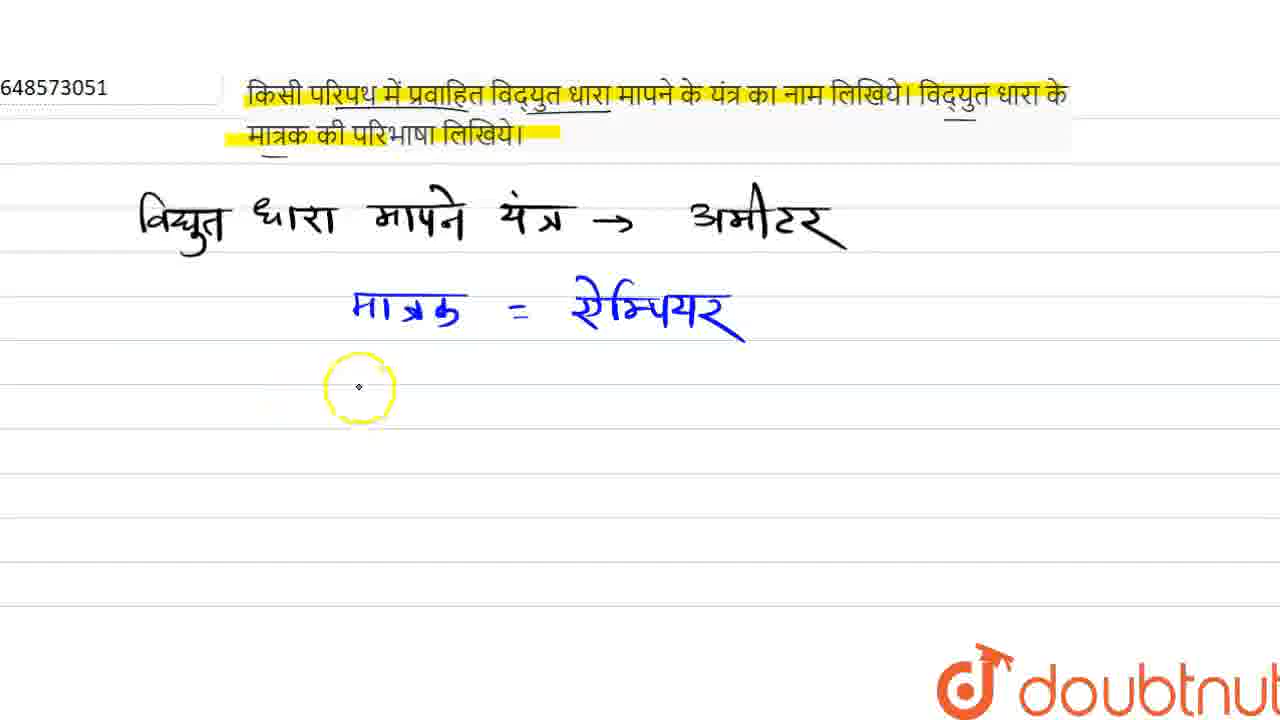 648573051
किसी परिपथ में प्रवाहित विद्‌युत धारा मापने के यंत्र का नाम लिखिये। विद्‌युत धारा के
मात्रक की परिभाषा लिखिये।
विद्युत धारा मापने यंत्र → अमीटर
मात्रक = ऐम्पियर
doubtnut